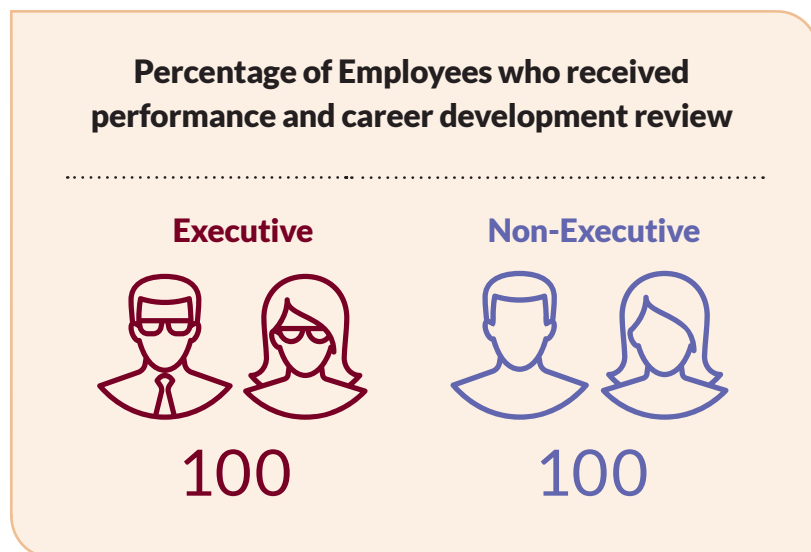 Percentage of Employees who received
performance and career development review
Executive
Non-Executive
100
100